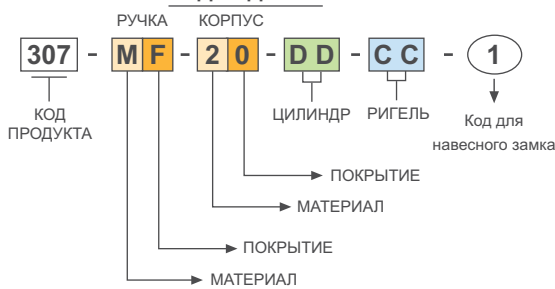 РУЧКА КОРПУС
307 - M F - 2 0 - D D - C C - 1
КОД
ПРОДУКТА
ЦИЛИНДР РИГЕЛЬ
Код для
навесного замка
ПОКРЫТИЕ
МАТЕРИАЛ
ПОКРЫТИЕ
МАТЕРИАЛ